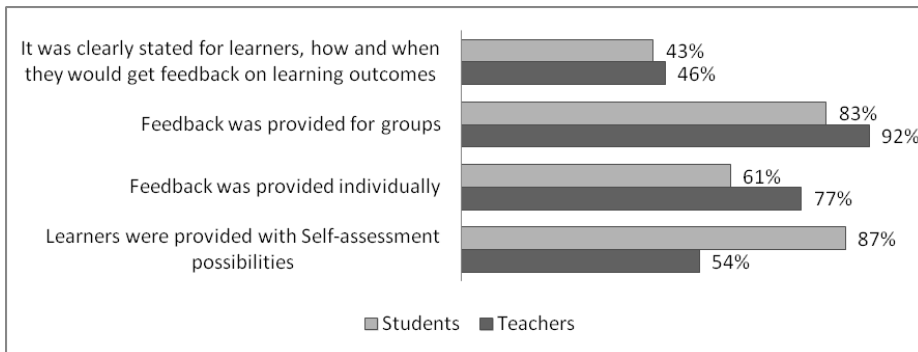 It was clearly stated for learners, how and when
they would get feedback on learning outcomes
43%
46%
Feedback was provided for groups
83%
92%
Feedback was provided individually
61%
77%
Learners were provided with Self-assessment
possibilities
87%
54%
Students Teachers